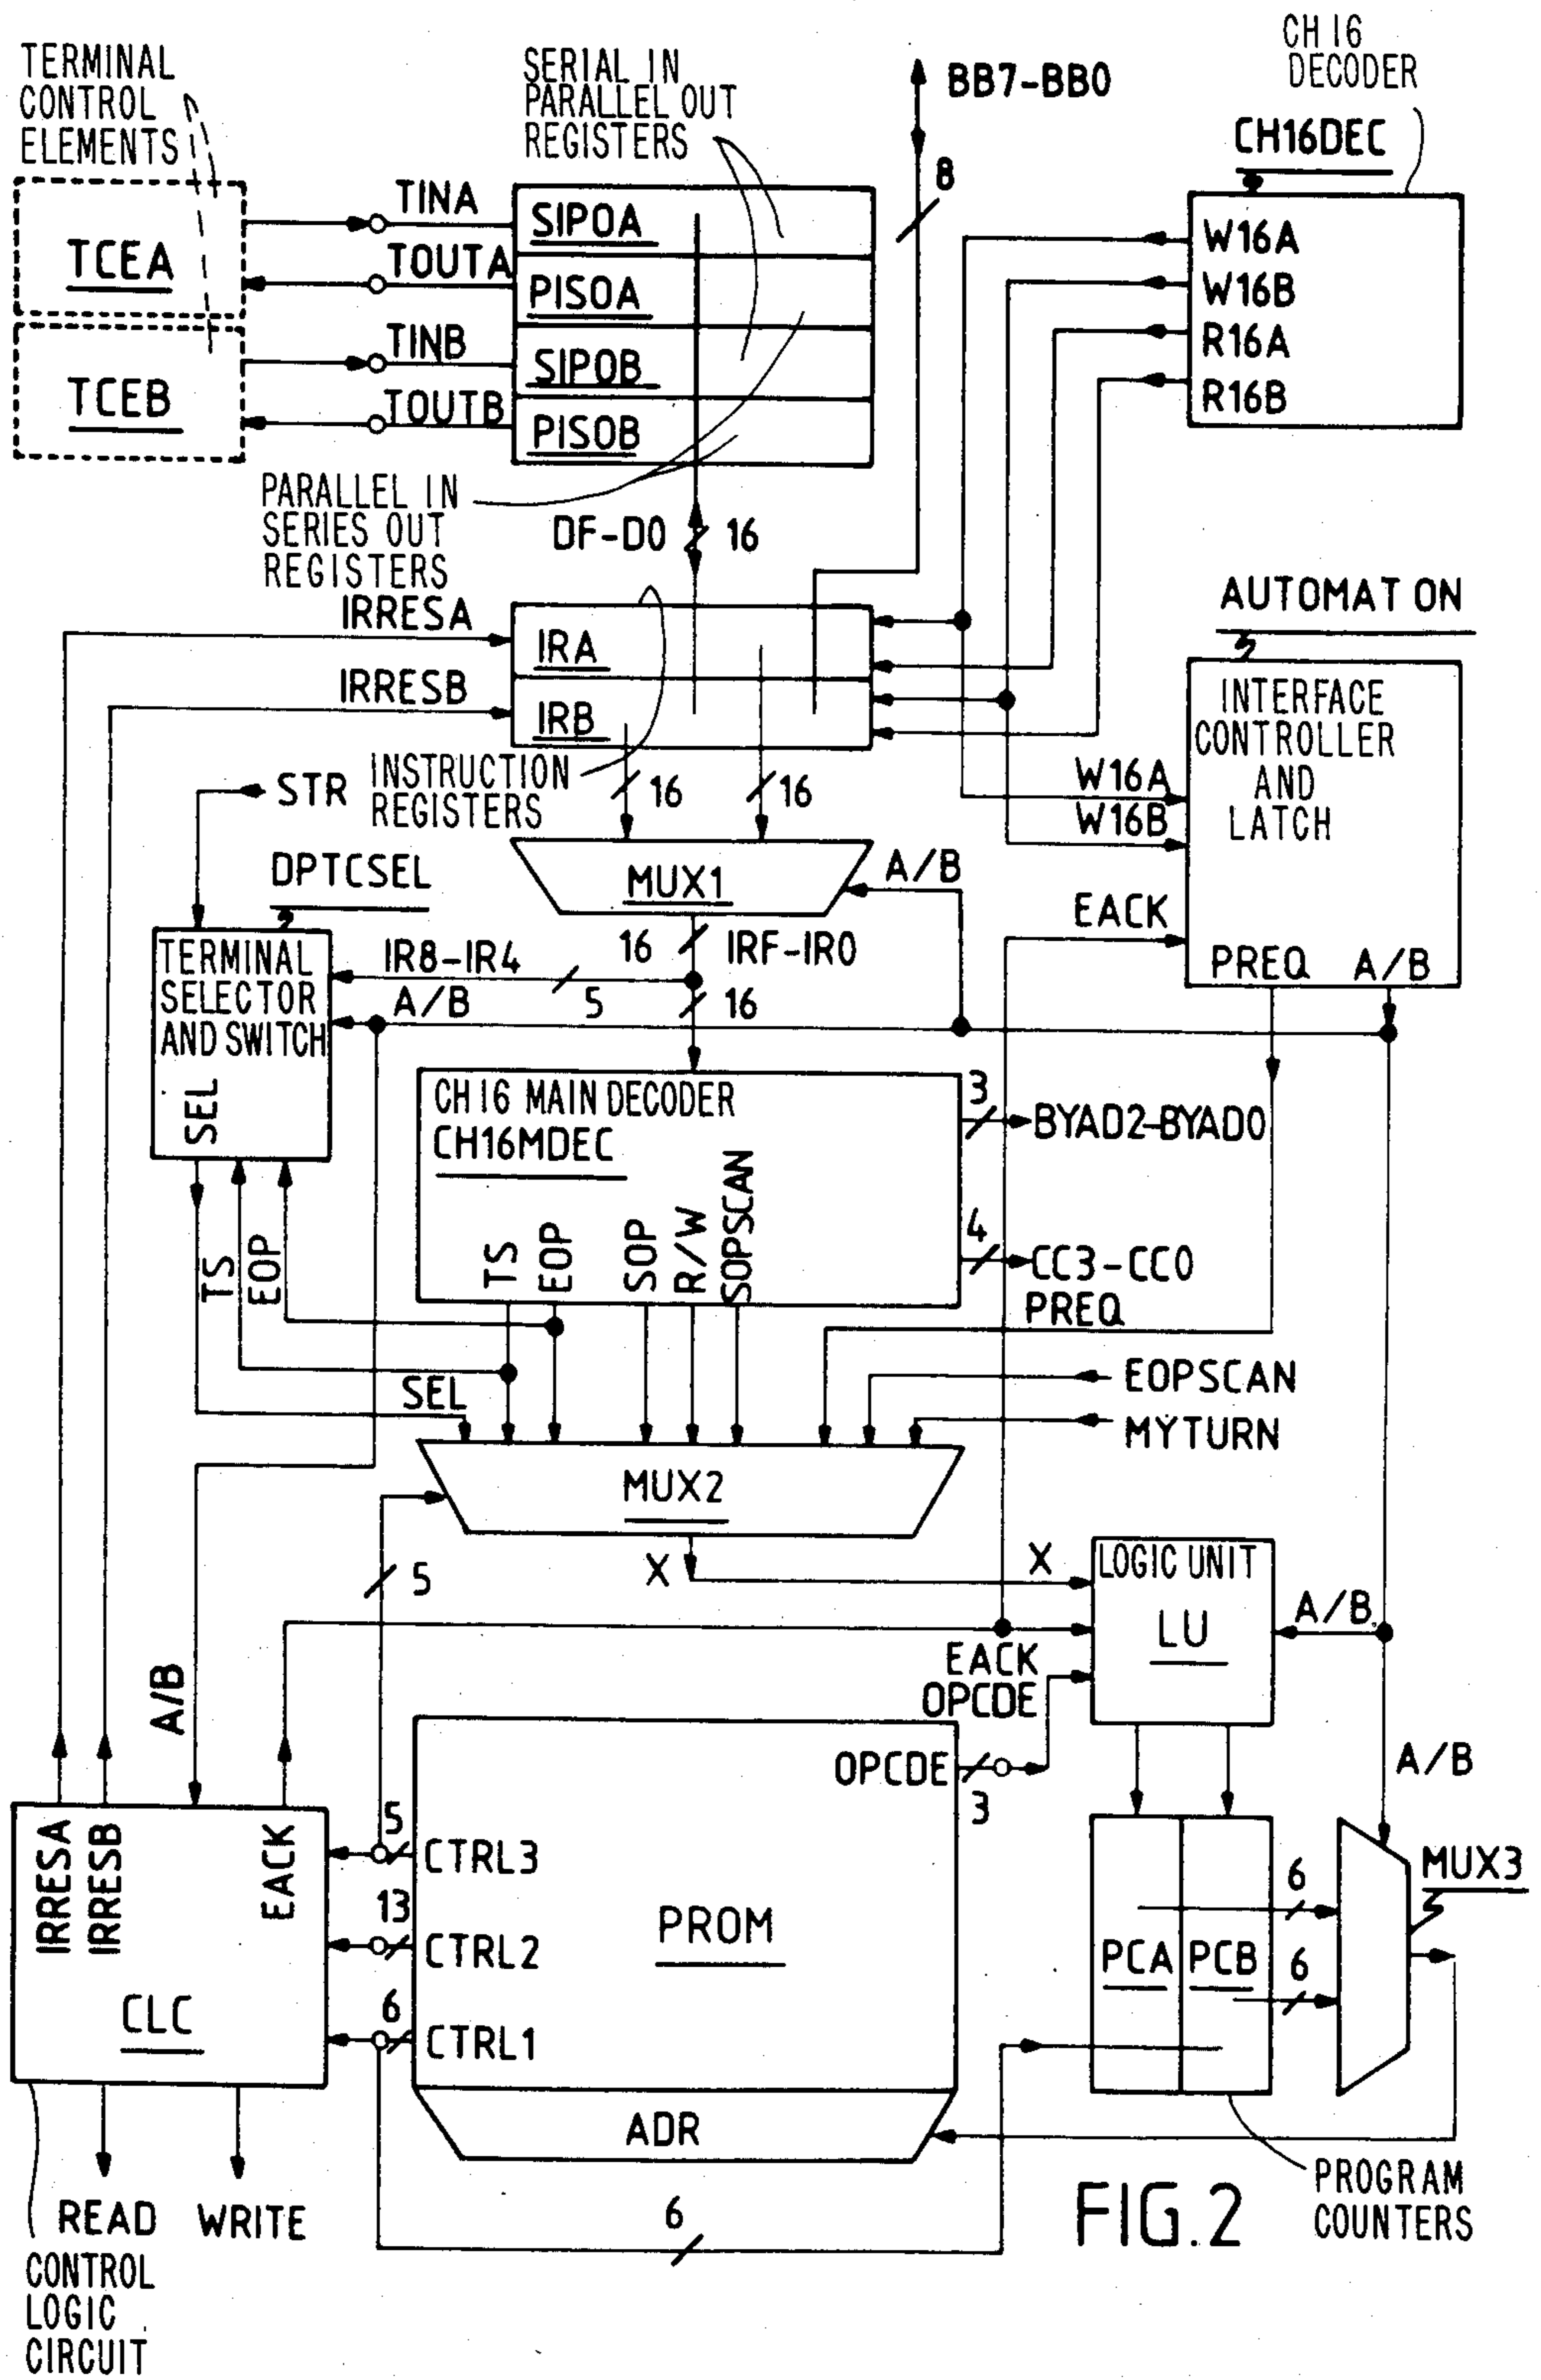 TERMINAL
CONTROL
ELEMENTS
SERIAL IN
PARALLEL OUT
REGISTERS
BB7-BB0
8
CH 16
DECODER
CH16DEC
TCEA
TCEB
TINA
TOUTA
TINB
TOUTB
SIPOA
PISOA
SIPOB
PISOB
W16A
W16B
R16A
R16B
PARALLEL IN
SERIES OUT
REGISTERS
DF-D0
16
IRRESA
IRRESB
IRA
IRB
AUTOMAT ON
INTERFACE
CONTROLLER
AND
LATCH
W16A
W16B
EACK
PREQ
A/B
STR
INSTRUCTION
REGISTERS
16
16
MUX1
A/B
DPTCSEL
TERMINAL
SELECTOR
AND SWITCH
SEL
IR8-IR4
5
A/B
16
IRF-IR0
16
CH 16 MAIN DECODER
CH16MDEC
TS
EOP
SOP
R/W
SOPSCAN
3
BYAD2-BYAD0
4
CC3-CC0
PREQ
TS
EOP
SEL
EOPSCAN
MYTURN
MUX2
5
X
X
LOGIC UNIT
LU
A/B
EACK
OPCDE
A/B
OPCDE
3
A/B
IRRESA
IRRESB
EACK
CLC
5
CTRL3
13
CTRL2
6
CTRL1
PROM
ADR
PCA
PCB
6
6
MUX3
READ
WRITE
CONTROL
LOGIC
CIRCUIT
6
FIG.2
PROGRAM
COUNTERS